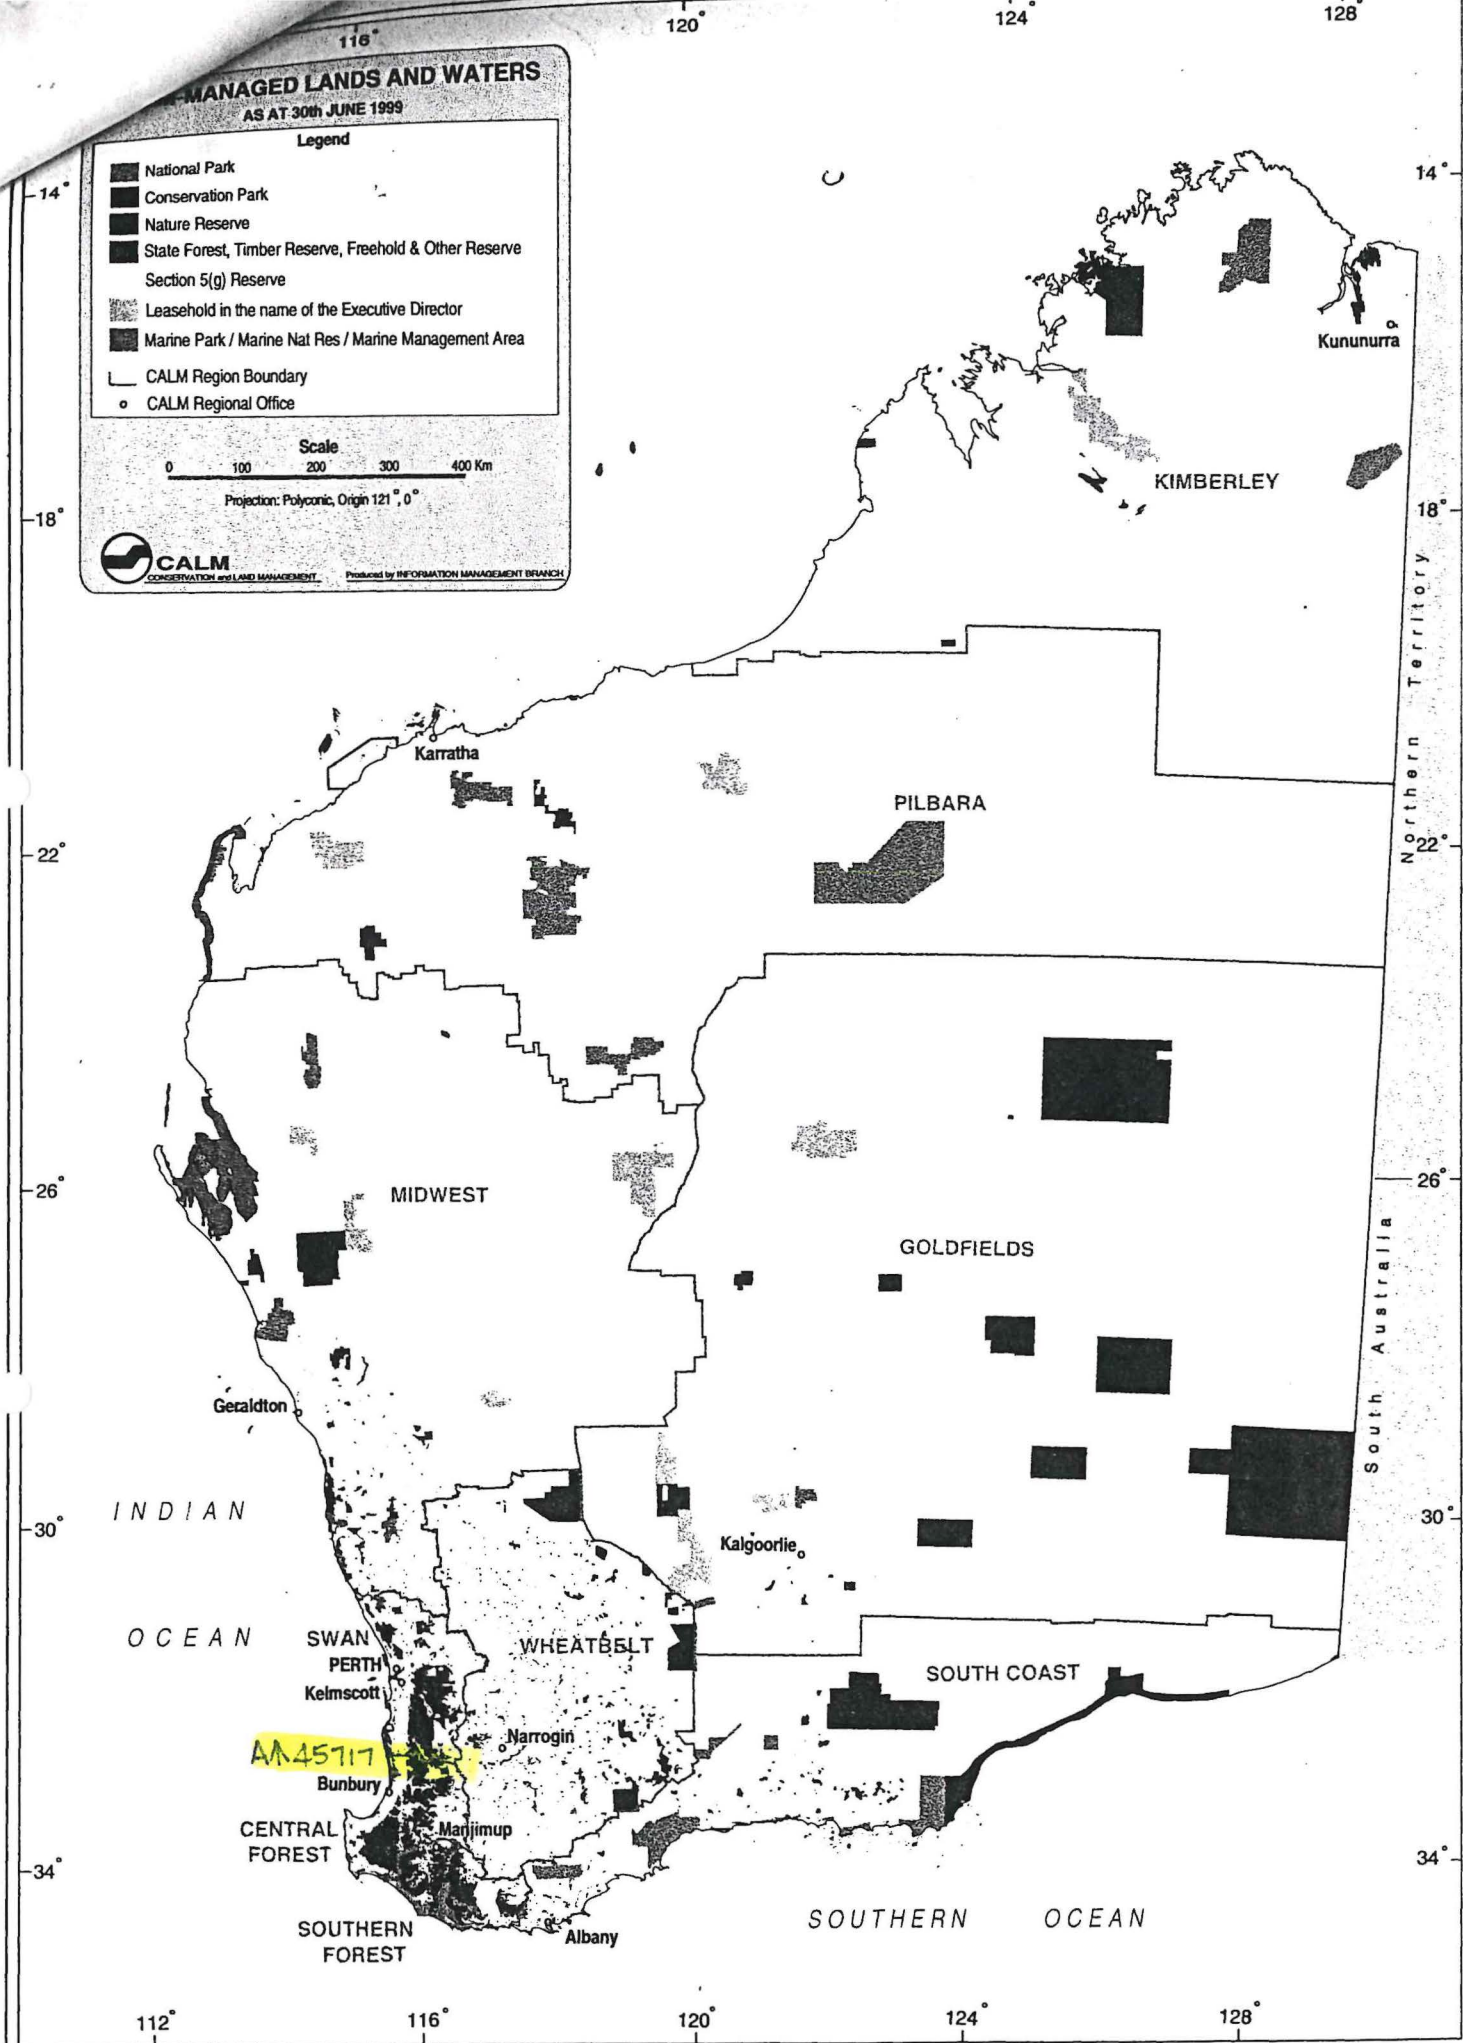 116°
120°
124°
128°
-MANAGED LANDS AND WATERS
AS AT 30th JUNE 1999
Legend
National Park
Conservation Park
Nature Reserve
State Forest, Timber Reserve, Freehold & Other Reserve
Section 5(g) Reserve
Leasehold in the name of the Executive Director
Marine Park / Marine Nat Res / Marine Management Area
CALM Region Boundary
CALM Regional Office
Scale
0 100 200 300 400 Km
Projection: Polyconic, Origin 121°, 0°
CALM
CONSERVATION and LAND MANAGEMENT
Produced by INFORMATION MANAGEMENT BRANCH
14°
14°
Kununurra
KIMBERLEY
18°
18°
Northern Territory
Karratha
PILBARA
22°
22°
26°
26°
MIDWEST
GOLDFIELDS
South Australia
Geraldton
INDIAN
30°
30°
Kalgoorlie
OCEAN
SWAN
WHEATBELT
PERTH
SOUTH COAST
Kelmscott
Narrogin
45717
Bunbury
CENTRAL
FOREST
Manjimup
34°
34°
SOUTHERN
FOREST
Albany
SOUTHERN OCEAN
112°
116°
120°
124°
128°